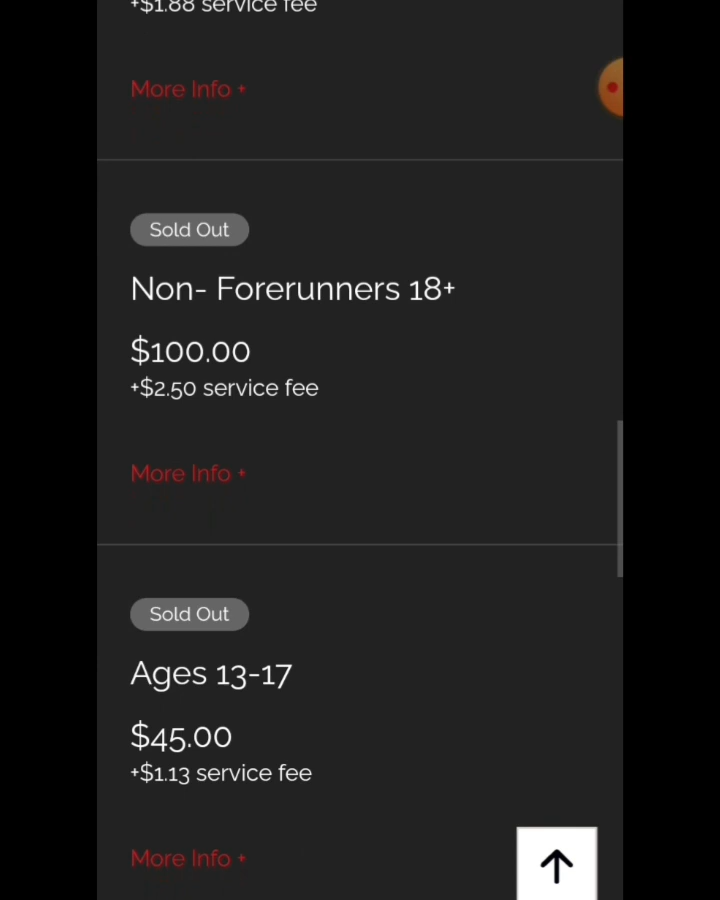 +$1.88 service fee
More Info +
Sold Out
Non- Forerunners 18+
$100.00
+$2.50 service fee
More Info +
Sold Out
Ages 13-17
$45.00
+$1.13 service fee
More Info +